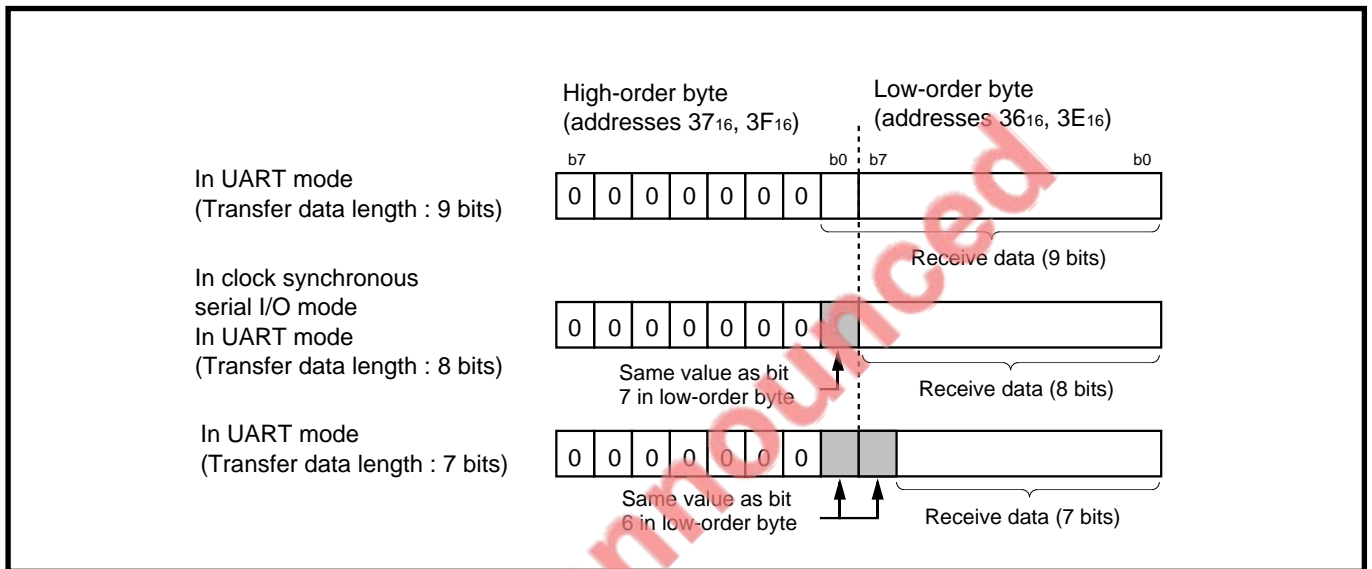 High-order byte
(addresses 3716, 3F16)
Low-order byte
(addresses 3616, 3E16)
b7 b0 b7 b0
In UART mode
(Transfer data length : 9 bits)
0 0 0 0 0 0 0
Receive data (9 bits)
In clock synchronous
serial I/O mode
In UART mode
(Transfer data length : 8 bits)
0 0 0 0 0 0 0
Same value as bit
7 in low-order byte
Receive data (8 bits)
In UART mode
(Transfer data length : 7 bits)
0 0 0 0 0 0 0
Same value as bit
6 in low-order byte
Receive data (7 bits)
nnounced